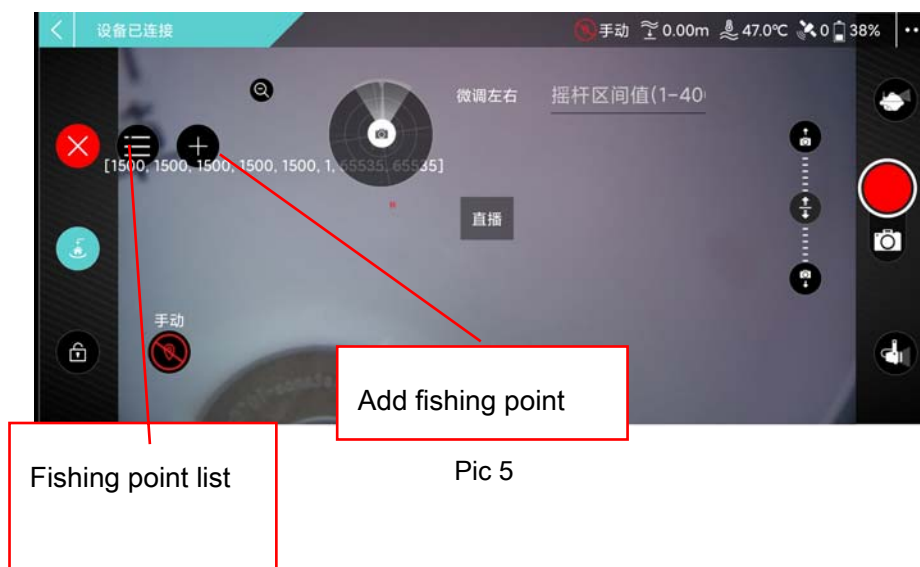 设备已连接
手动 0.00m 47.0℃ 0 38%
微调左右 摇杆区间值(1-40
[1500, 1500, 1500, 1500, 1500, 1, 65535, 65535]
直播
手动
Add fishing point
Fishing point list
Pic 5